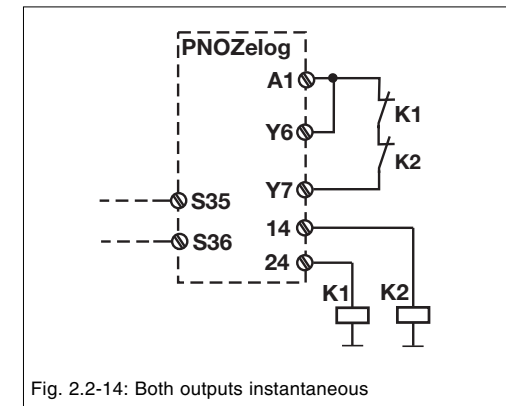 PNOZelog
A1
K1
Y6
K2
Y7
S35
14
S36
24
K1 K2
Fig. 2.2-14: Both outputs instantaneous